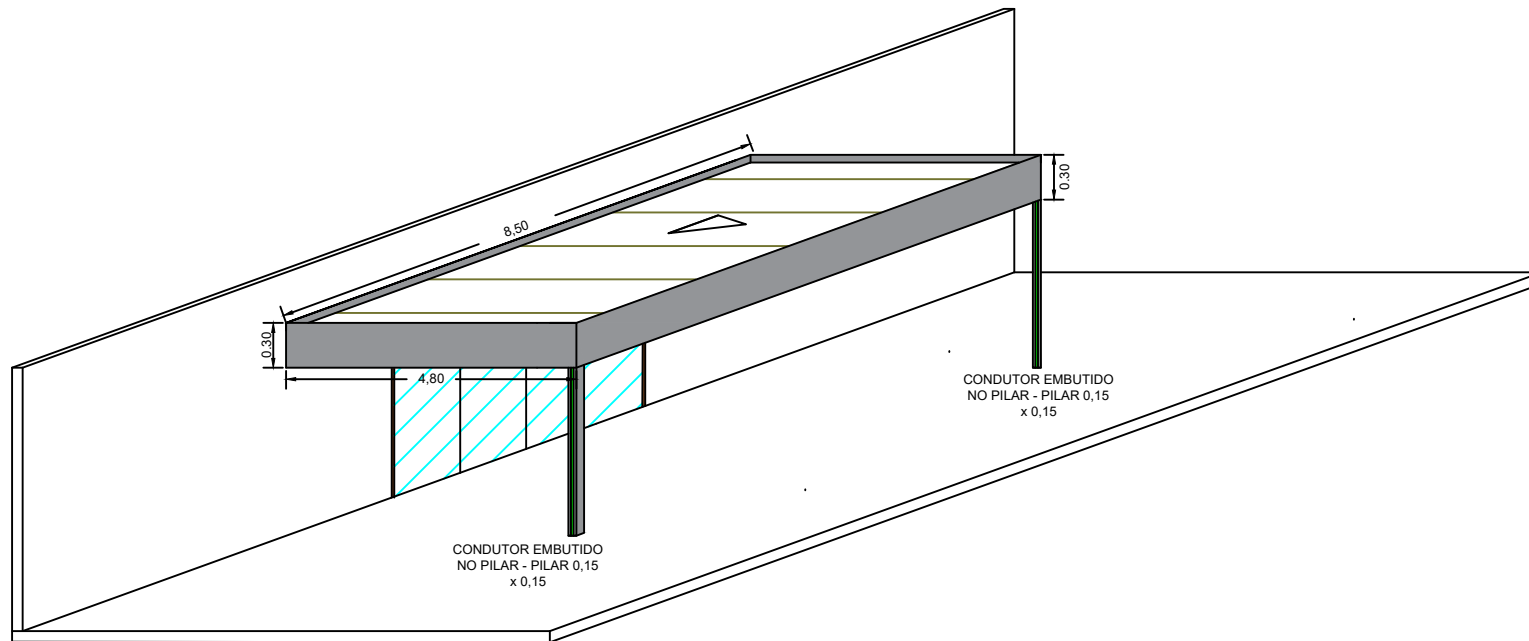 0.30
8,50
0.30
4,80
CONDUTOR EMBUTIDO
NO PILAR - PILAR 0,15
x 0,15
CONDUTOR EMBUTIDO
NO PILAR - PILAR 0,15
x 0,15